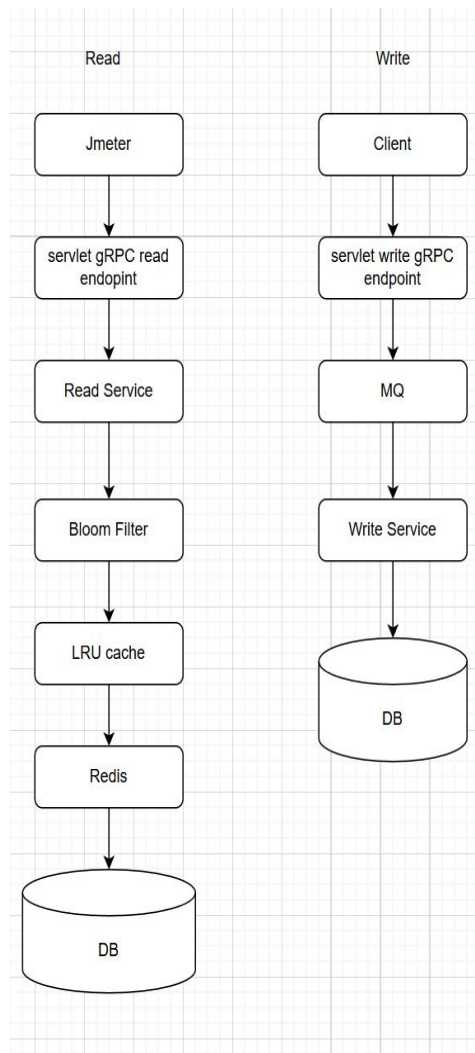 Read
Write
Jmeter
Client
servlet gRPC read
endopint
servlet write gRPC
endpoint
Read Service
MQ
Bloom Filter
Write Service
LRU cache
DB
Redis
DB